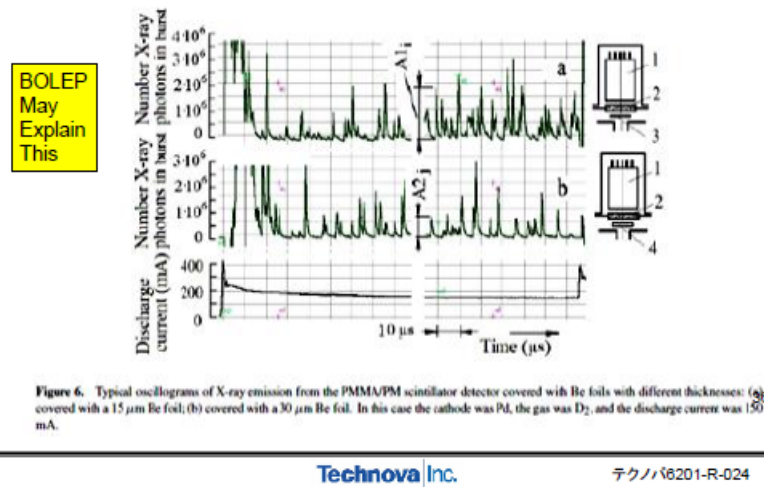 BOLEP
May
Explain
This
Number X-ray
photons in burst
4·10⁶
3·10⁶
2·10⁶
1·10⁶
0
A1 i
a
1
2
3
Number X-ray
photons in burst
3·10⁶
2·10⁶
1·10⁶
0
A2 j
b
1
2
4
Discharge
current (mA)
400
200
0
10 μs
Time (μs)
Figure 6. Typical oscillograms of X-ray emission from the PMMA/PM scintillator detector covered with Be foils with different thicknesses: (a)
covered with a 15 μm Be foil; (b) covered with a 30 μm Be foil. In this case the cathode was Pd, the gas was D₂, and the discharge current was 150
mA.
Technova Inc.
テクノバ6201-R-024